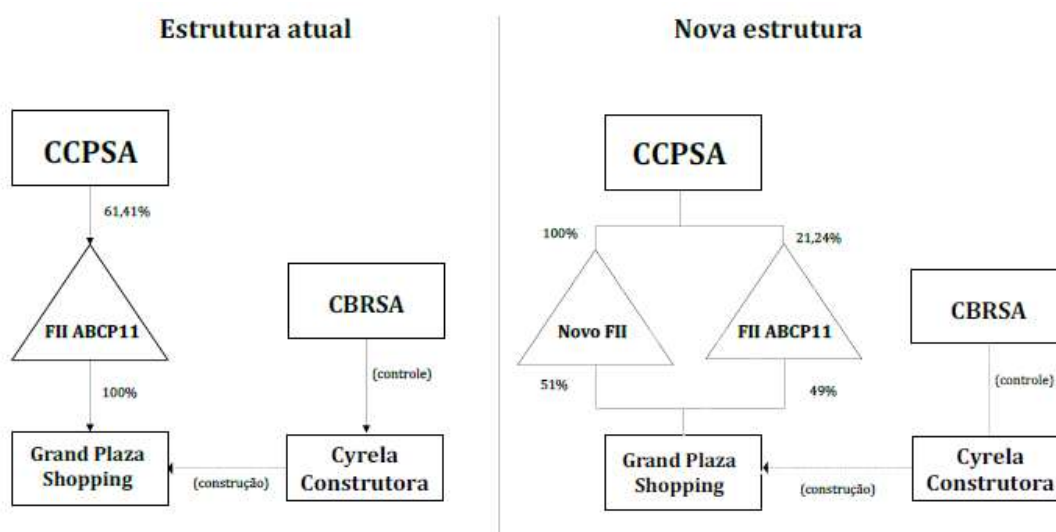 Estrutura atual
CCPSA
61,41%
FII ABCP11
100%
Grand Plaza
Shopping
CBRSA
(controle)
Cyrela
Construtora
(construção)
Nova estrutura
CCPSA
100%
21,24%
Novo FII
FII ABCP11
51%
49%
Grand Plaza
Shopping
CBRSA
(controle)
Cyrela
Construtora
(construção)